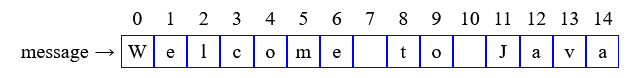 0 1 2 3 4 5 6 7 8 9 10 11 12 13 14
message → W e l c o m e   t o   J a v a